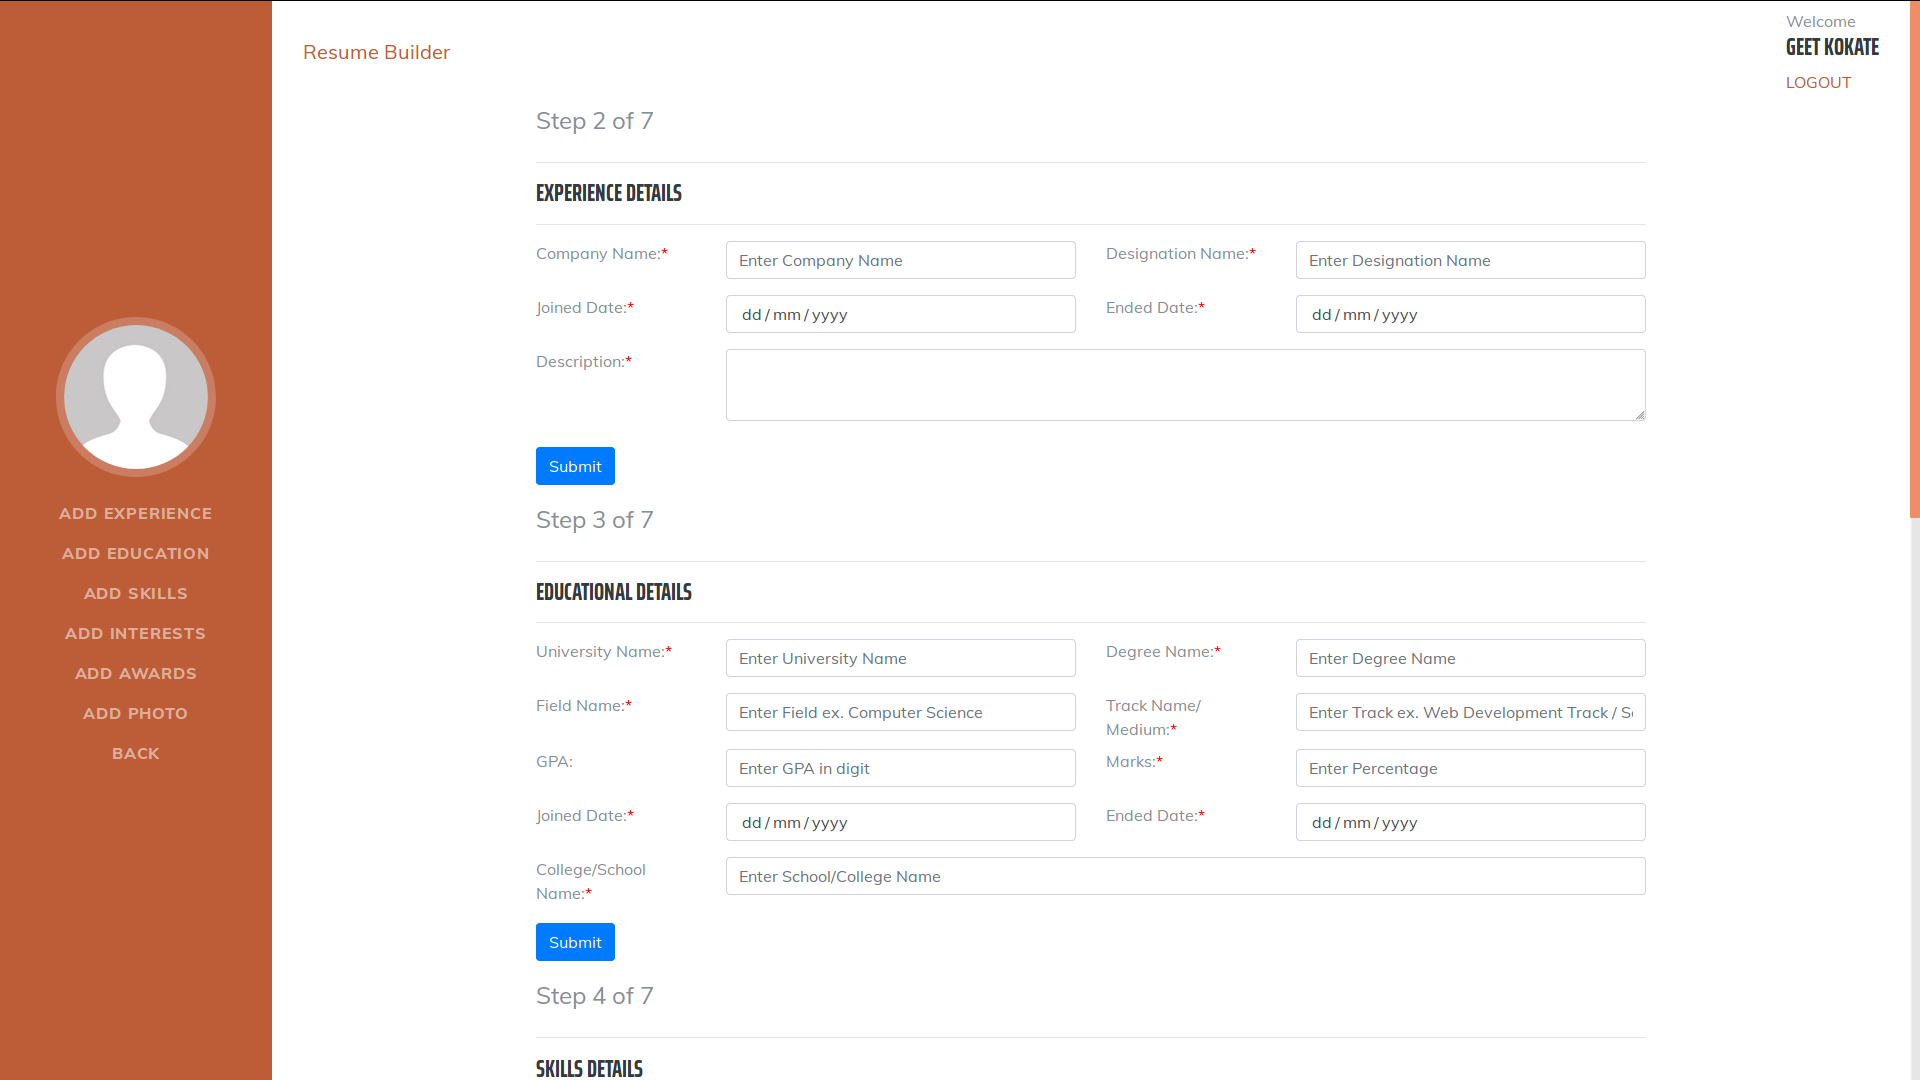 Welcome
GEET KOKATE
LOGOUT
Resume Builder
ADD EXPERIENCE
ADD EDUCATION
ADD SKILLS
ADD INTERESTS
ADD AWARDS
ADD PHOTO
BACK
Step 2 of 7
EXPERIENCE DETAILS
Company Name:* Enter Company Name Designation Name:* Enter Designation Name
Joined Date:* dd/mm/yyyy Ended Date:* dd/mm/yyyy
Description:*
Submit
Step 3 of 7
EDUCATIONAL DETAILS
University Name:* Enter University Name Degree Name:* Enter Degree Name
Field Name:* Enter Field ex. Computer Science Track Name/ Enter Track ex. Web Development Track /
Medium:*
GPA: Enter GPA in digit Marks:* Enter Percentage
Joined Date:* dd/mm/yyyy Ended Date:* dd/mm/yyyy
College/School Enter School/College Name
Name:*
Submit
Step 4 of 7
SKILLS DETAILS